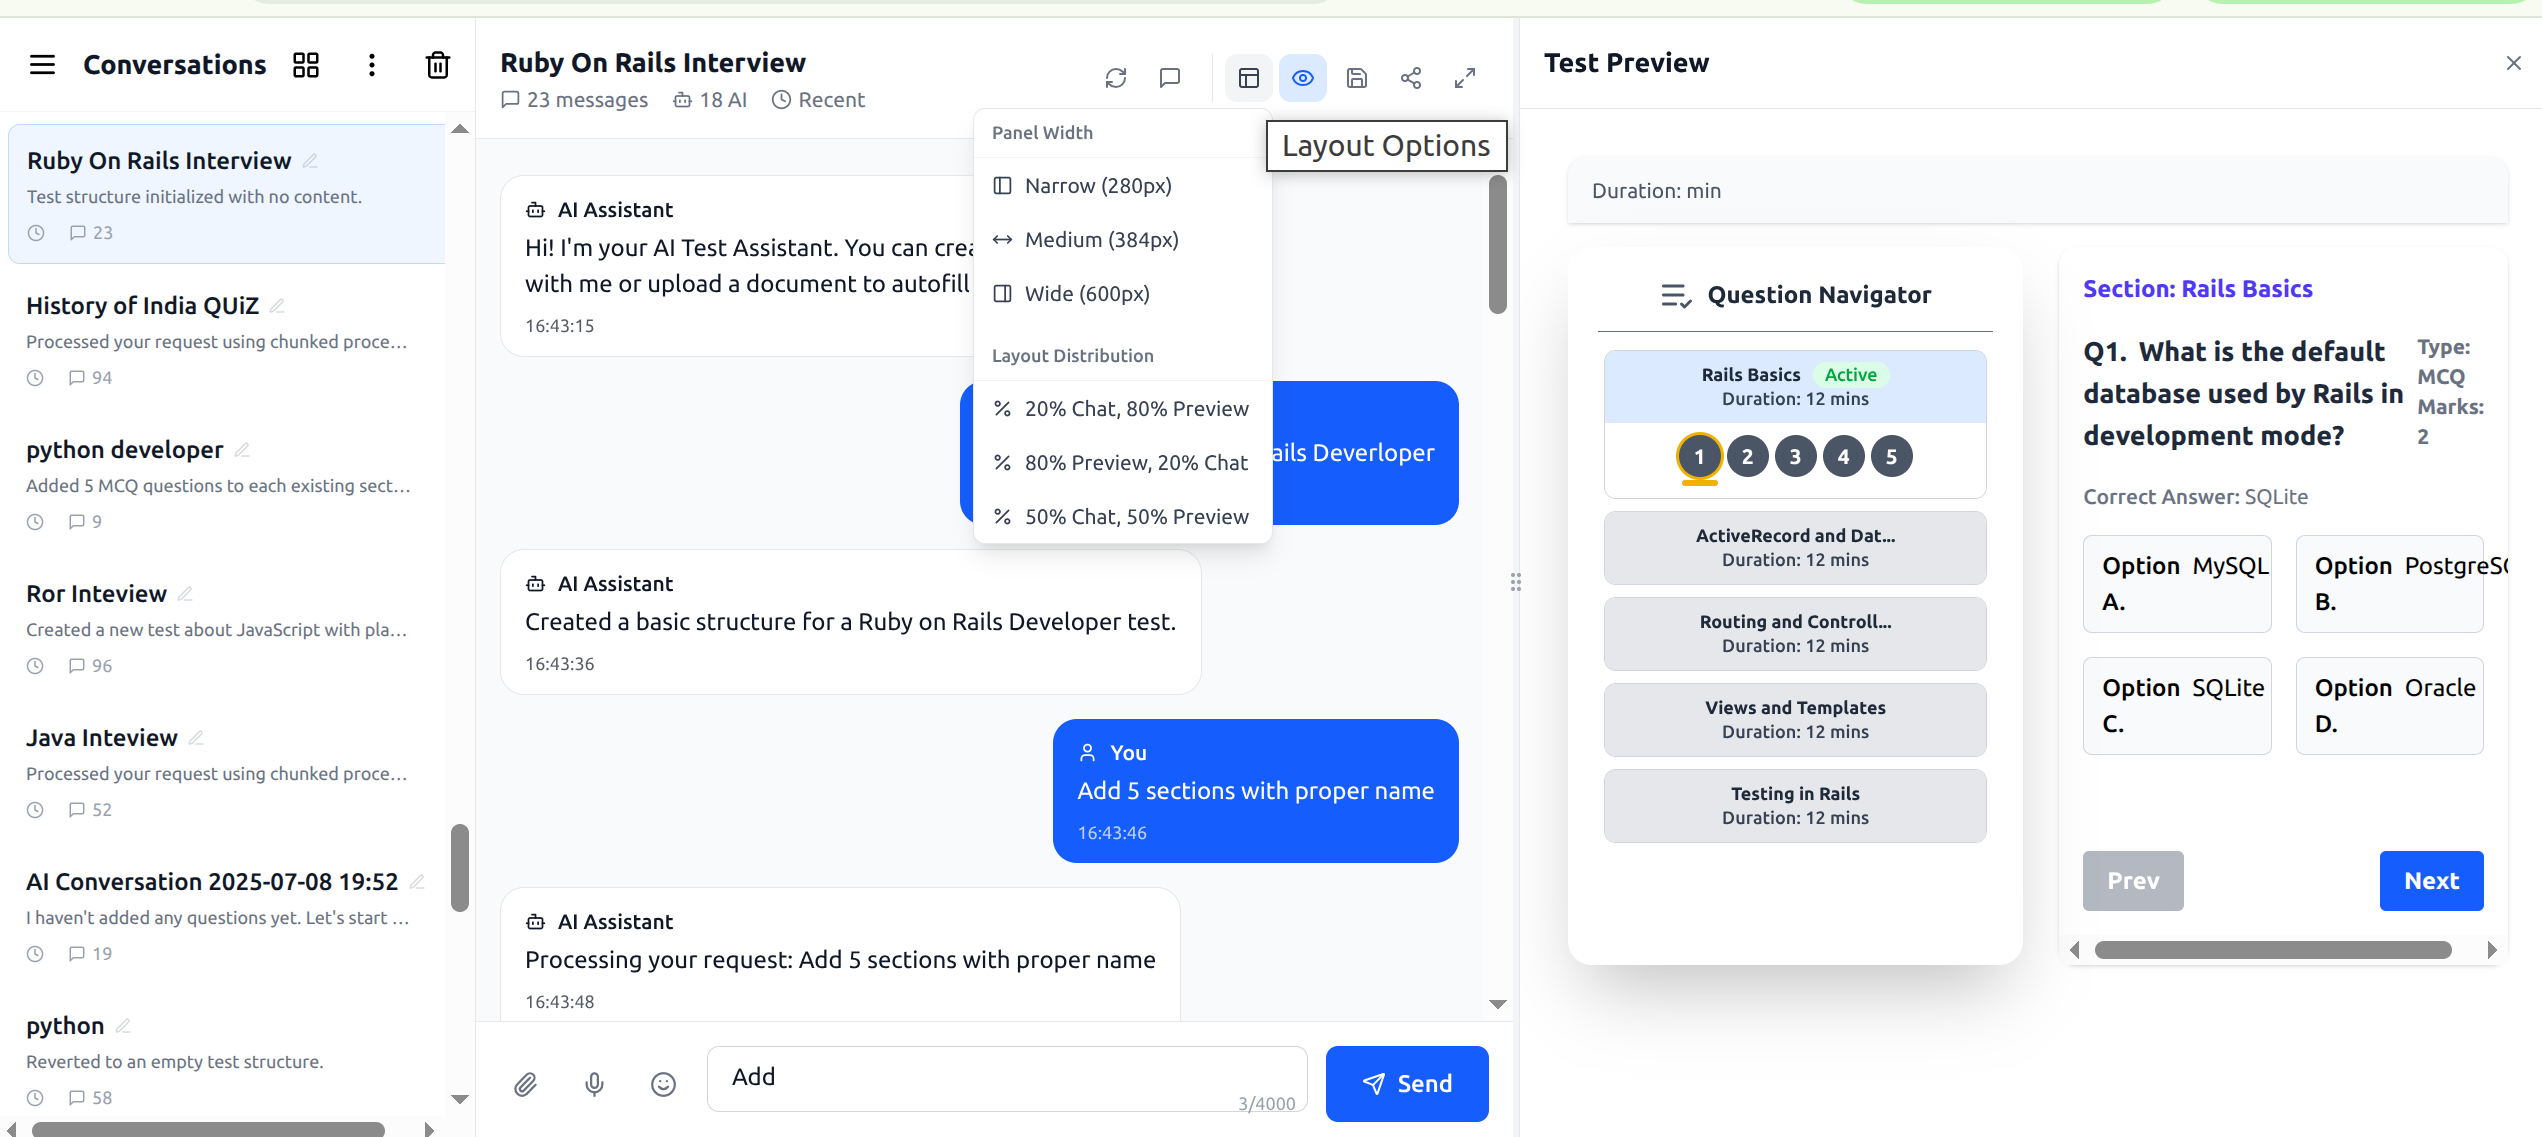 Conversations
Ruby On Rails Interview
Test structure initialized with no content.
23
History of India QUiZ
Processed your request using chunked proce...
94
python developer
Added 5 MCQ questions to each existing sect...
9
Ror Inteview
Created a new test about JavaScript with pla...
96
Java Inteview
Processed your request using chunked proce...
52
AI Conversation 2025-07-08 19:52
I haven't added any questions yet. Let's start ...
19
python
Reverted to an empty test structure.
58
Ruby On Rails Interview
23 messages 18 AI Recent
Layout Options
Panel Width
Narrow (280px)
Medium (384px)
Wide (600px)
Layout Distribution
20% Chat, 80% Preview
80% Preview, 20% Chat
50% Chat, 50% Preview
AI Assistant
Hi! I'm your AI Test Assistant. You can crea
with me or upload a document to autofill
16:43:15
ails Deverloper
AI Assistant
Created a basic structure for a Ruby on Rails Developer test.
16:43:36
You
Add 5 sections with proper name
16:43:46
AI Assistant
Processing your request: Add 5 sections with proper name
16:43:48
Add
3/4000
Send
Test Preview
Duration: min
Question Navigator
Rails Basics Active
Duration: 12 mins
1 2 3 4 5
ActiveRecord and Dat...
Duration: 12 mins
Routing and Controll...
Duration: 12 mins
Views and Templates
Duration: 12 mins
Testing in Rails
Duration: 12 mins
Section: Rails Basics
Q1. What is the default
database used by Rails in
development mode?
Type:
MCQ
Marks:
2
Correct Answer: SQLite
Option A. MySQL
Option B. PostgreSQ
Option C. SQLite
Option D. Oracle
Prev
Next